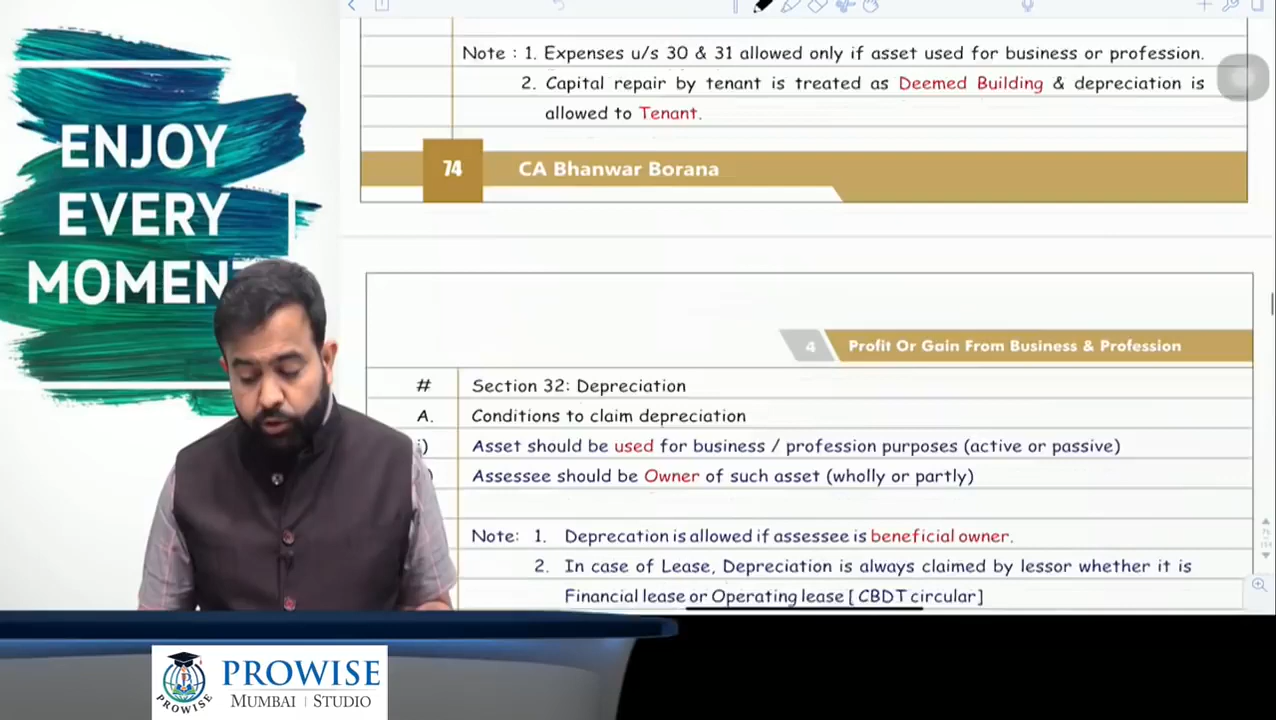 ENJOY
EVERY
MOMENT
Note : 1. Expenses u/s 30 & 31 allowed only if asset used for business or profession.
2. Capital repair by tenant is treated as Deemed Building & depreciation is
allowed to Tenant.
74 CA Bhanwar Borana
4 Profit Or Gain From Business & Profession
# Section 32: Depreciation
A. Conditions to claim depreciation
i) Asset should be used for business / profession purposes (active or passive)
) Assessee should be Owner of such asset (wholly or partly)
Note: 1. Deprecation is allowed if assessee is beneficial owner.
2. In case of Lease, Depreciation is always claimed by lessor whether it is
Financial lease or Operating lease [ CBDT circular]
PROWISE
PROWISE
MUMBAI | STUDIO